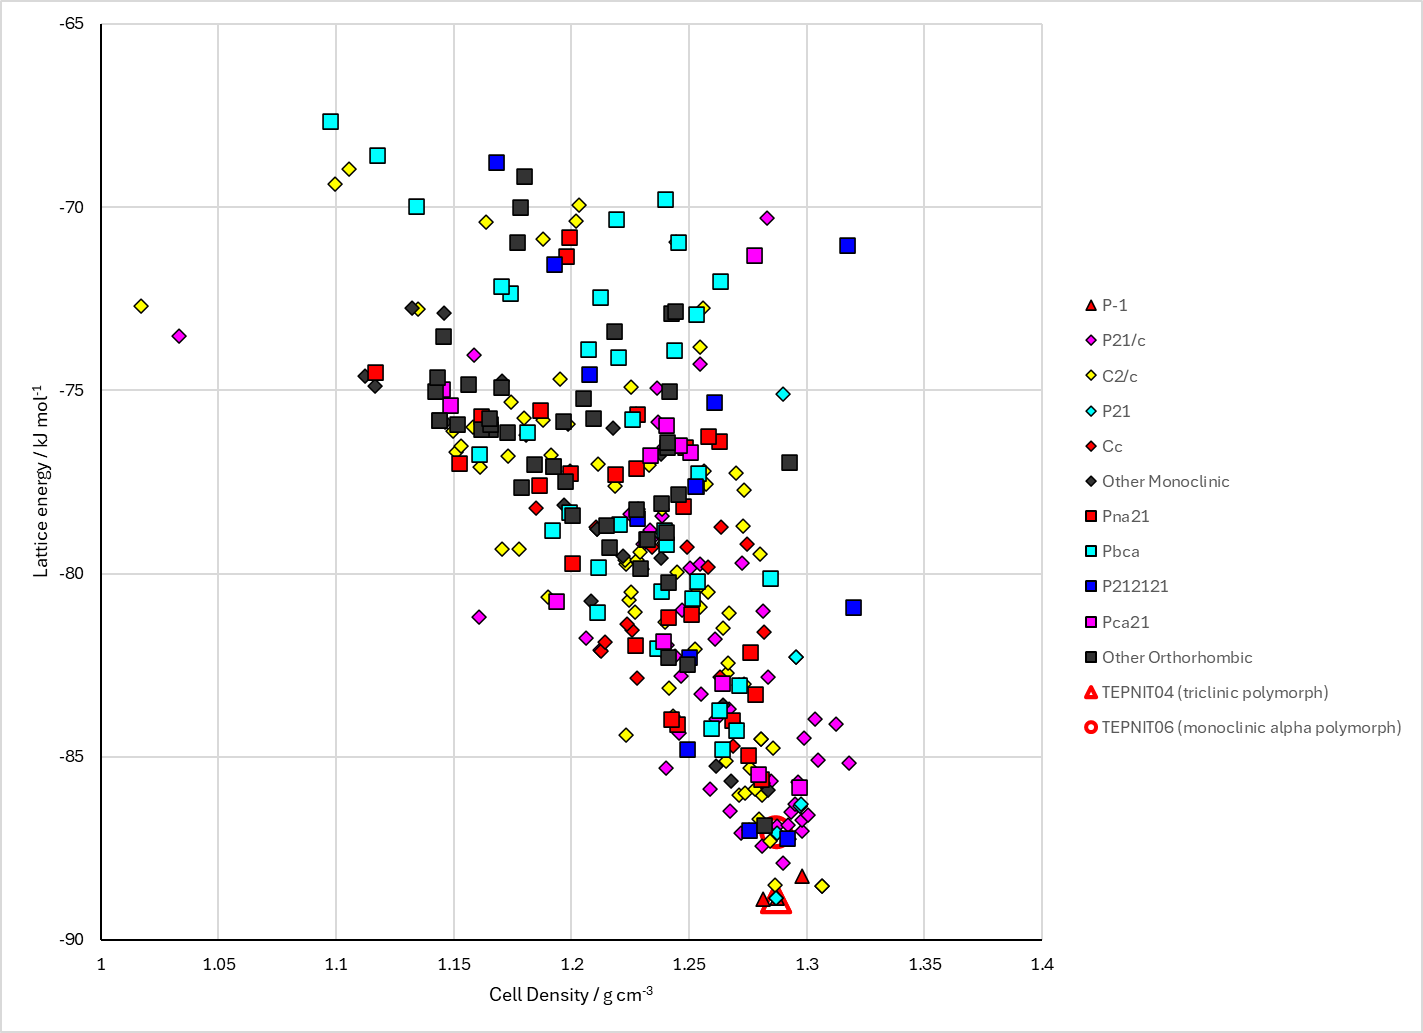 -65
-70
-75
-80
-85
-90
Lattice energy / kJ mol-1
1
1.05
1.1
1.15
1.2
1.25
1.3
1.35
1.4
Cell Density / g cm-3
P-1
P21/c
C2/c
P21
Cc
Other Monoclinic
Pna21
Pbca
P212121
Pca21
Other Orthorhombic
TEPNIT04 (triclinic polymorph)
TEPNIT06 (monoclinic alpha polymorph)